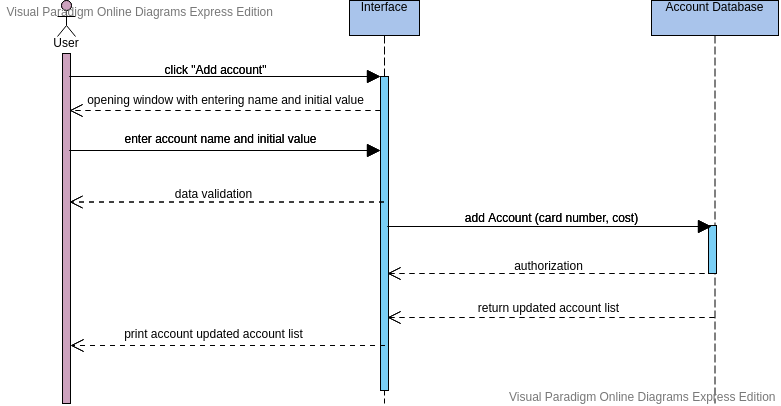 Visual Paradigm Online Diagrams Express Edition
User
Interface
Account Database
click "Add account"
opening window with entering name and initial value
enter account name and initial value
data validation
add Account (card number, cost)
authorization
return updated account list
print account updated account list
Visual Paradigm Online Diagrams Express Edition